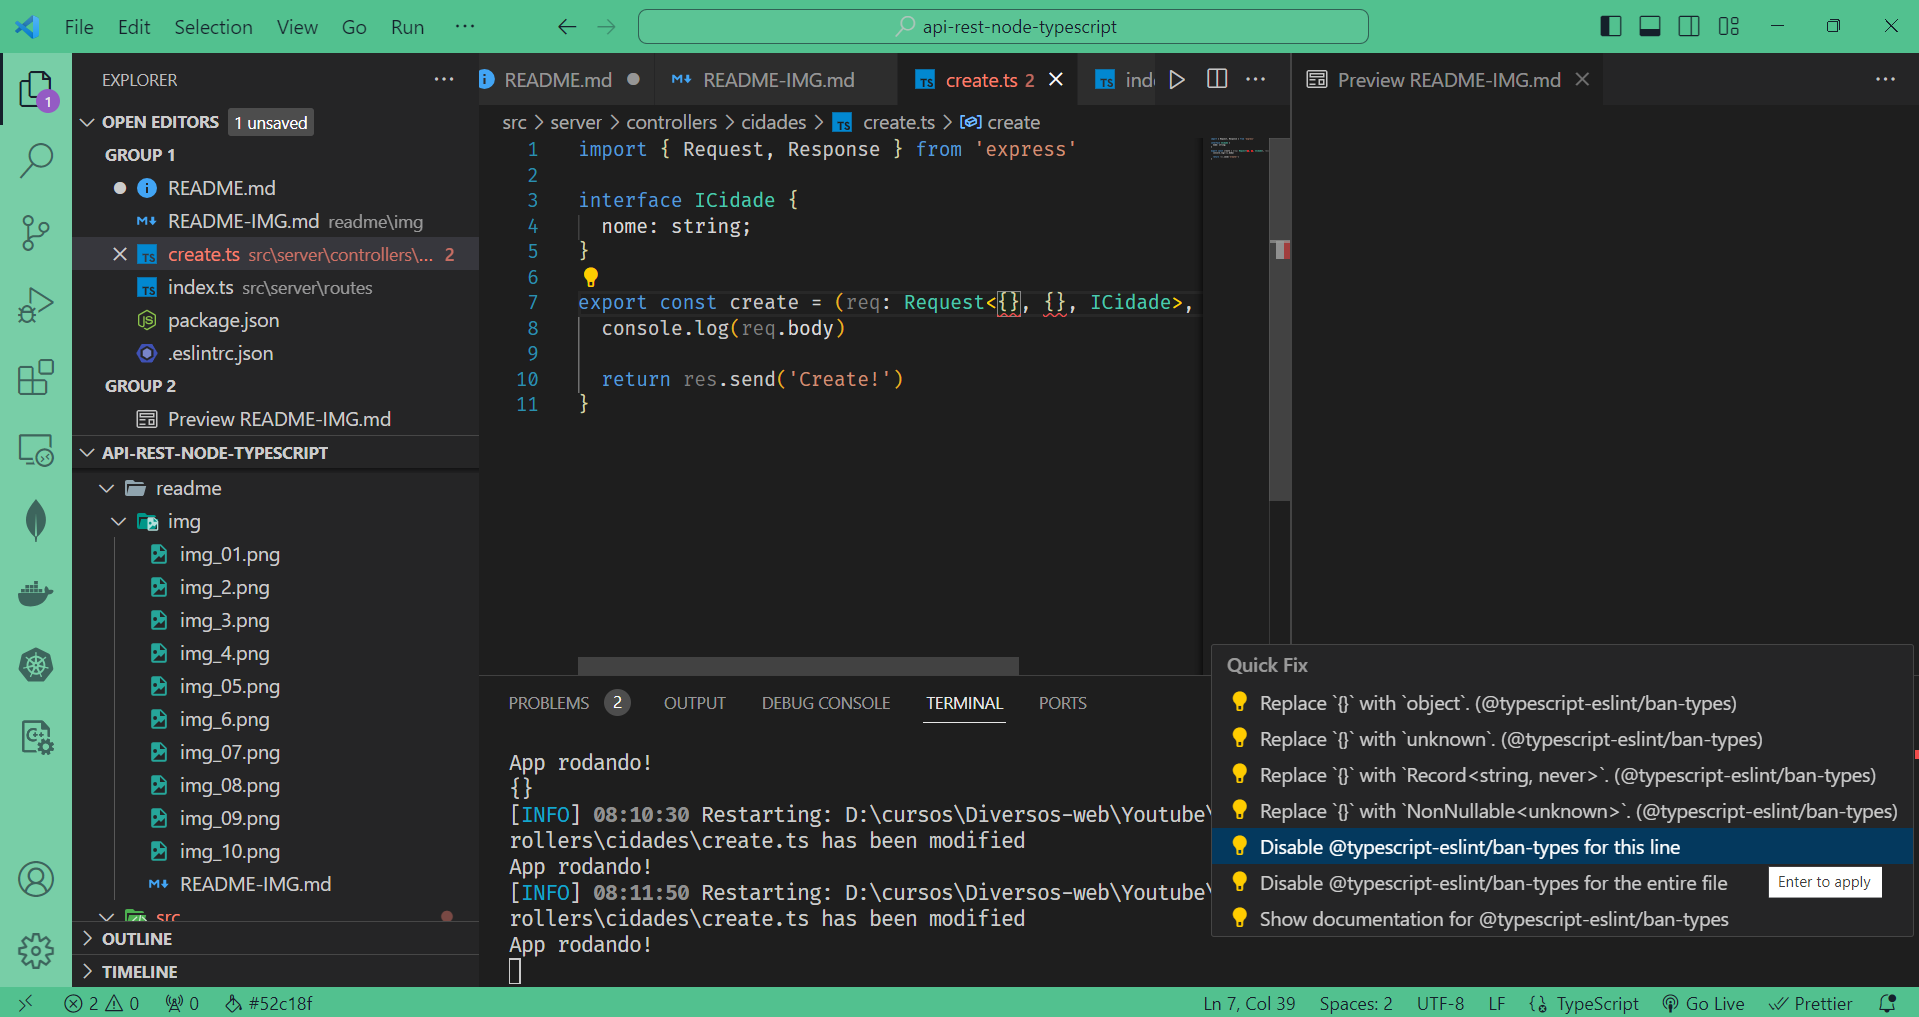 File Edit Selection View Go Run ···
api-rest-node-typescript
1
EXPLORER
OPEN EDITORS 1 unsaved
GROUP 1
README.md
README-IMG.md readme\img
create.ts src\server\controllers\... 2
index.ts src\server\routes
package.json
.eslintrc.json
GROUP 2
Preview README-IMG.md
API-REST-NODE-TYPESCRIPT
readme
img
img_01.png
img_2.png
img_3.png
img_4.png
img_05.png
img_6.png
img_07.png
img_08.png
img_09.png
img_10.png
README-IMG.md
src
OUTLINE
TIMELINE
README.md README-IMG.md create.ts 2 ind
src > server > controllers > cidades > create.ts > create
1 import { Request, Response } from 'express'
2
3 interface ICidade {
4 nome: string;
5 }
6
7 export const create = (req: Request<{}, {}, ICidade>,
8 console.log(req.body)
9
10 return res.send('Create!')
11 }
Preview README-IMG.md
PROBLEMS 2 OUTPUT DEBUG CONSOLE TERMINAL PORTS
App rodando!
{}
[INFO] 08:10:30 Restarting: D:\cursos\Diversos-web\Youtube\
rollers\cidades\create.ts has been modified
App rodando!
[INFO] 08:11:50 Restarting: D:\cursos\Diversos-web\Youtube\
rollers\cidades\create.ts has been modified
App rodando!
Quick Fix
Replace `{}` with `object`. (@typescript-eslint/ban-types)
Replace `{}` with `unknown`. (@typescript-eslint/ban-types)
Replace `{}` with `Record<string, never>`. (@typescript-eslint/ban-types)
Replace `{}` with `NonNullable<unknown>`. (@typescript-eslint/ban-types)
Disable @typescript-eslint/ban-types for this line
Disable @typescript-eslint/ban-types for the entire file
Enter to apply
Show documentation for @typescript-eslint/ban-types
2 0 0 #52c18f Ln 7, Col 39 Spaces: 2 UTF-8 LF TypeScript Go Live Prettier